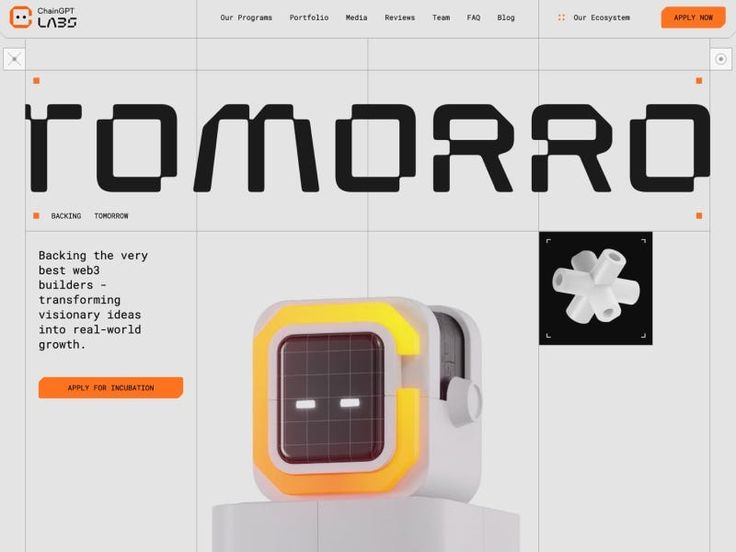 ChainGPT
LABS
Our Programs Portfolio Media Reviews Team FAQ Blog
Our Ecosystem
APPLY NOW
TOMORRO
BACKING TOMORROW
Backing the very
best web3
builders -
transforming
visionary ideas
into real-world
growth.
APPLY FOR INCUBATION